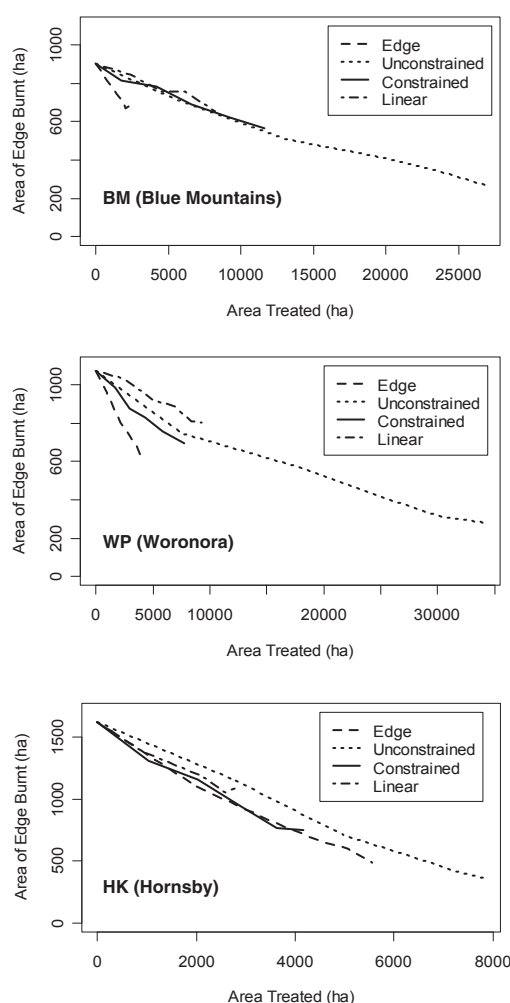 Area of Edge Burnt (ha)
1000
600
200
0
Edge
Unconstrained
Constrained
Linear
BM (Blue Mountains)
0 5000 10000 15000 20000 25000
Area Treated (ha)
Area of Edge Burnt (ha)
1000
600
200
0
Edge
Unconstrained
Constrained
Linear
WP (Woronora)
0 5000 10000 20000 30000
Area Treated (ha)
Area of Edge Burnt (ha)
1500
1000
500
0
Edge
Unconstrained
Constrained
Linear
HK (Hornsby)
0 2000 4000 6000 8000
Area Treated (ha)